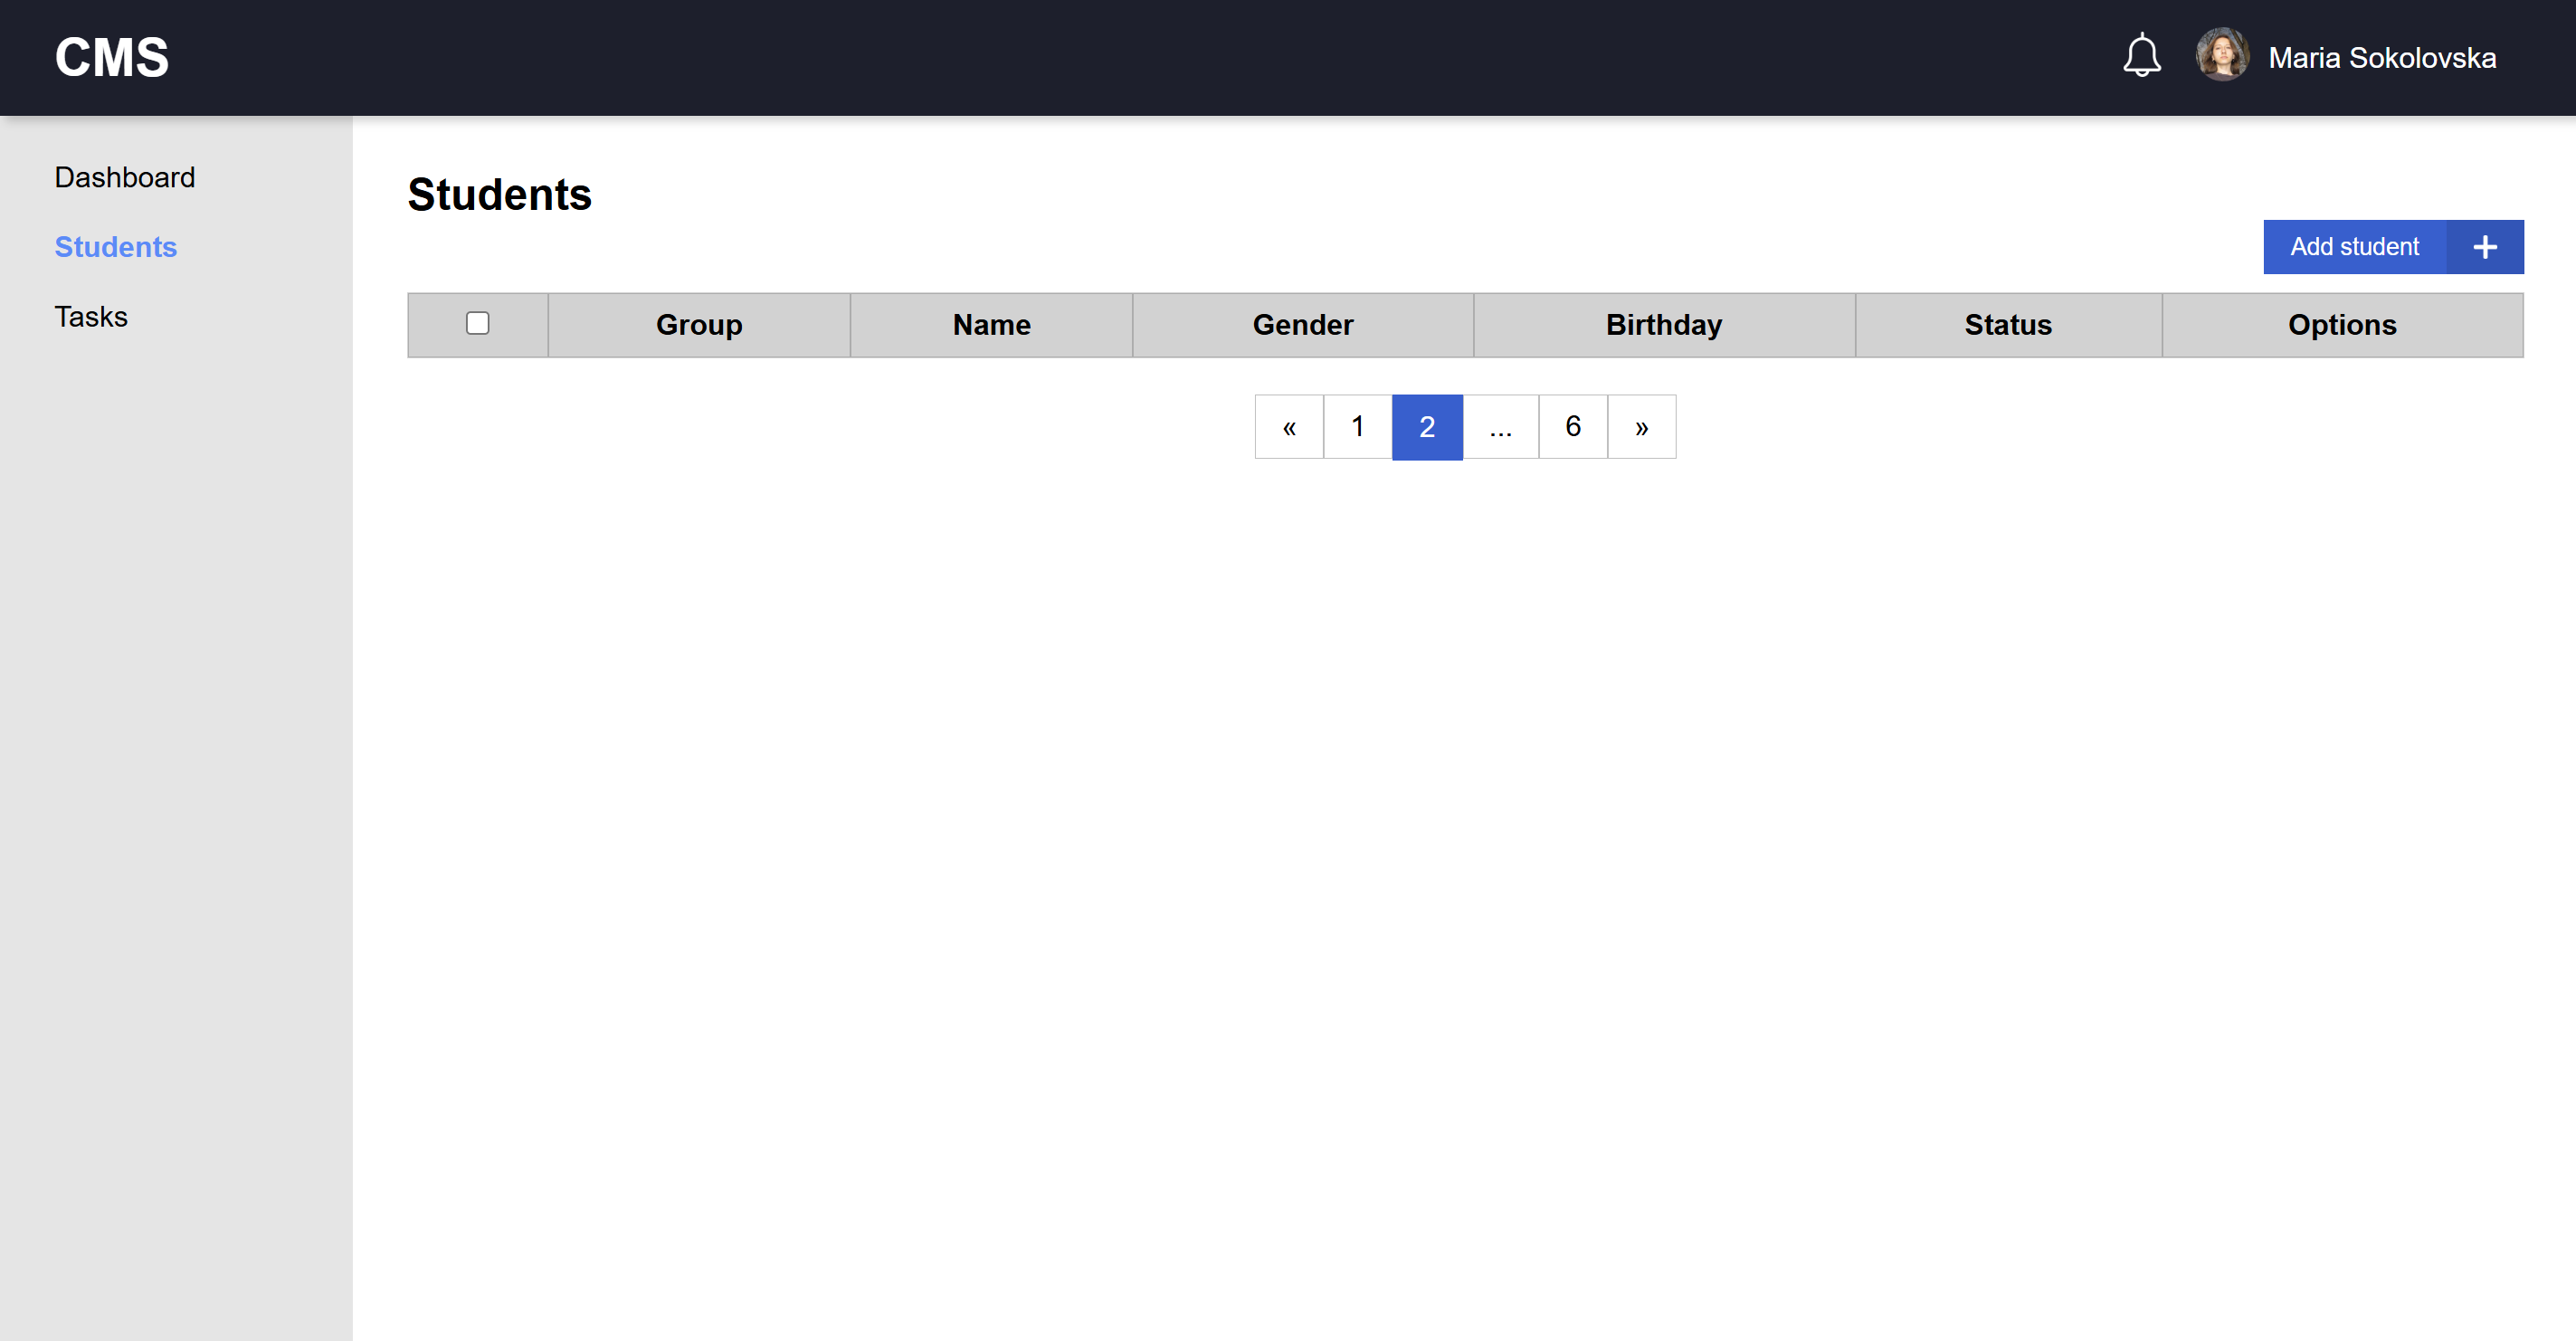 CMS
Maria Sokolovska
Dashboard
Students
Tasks
Students
Add student +
Group Name Gender Birthday Status Options
« 1 2 ... 6 »